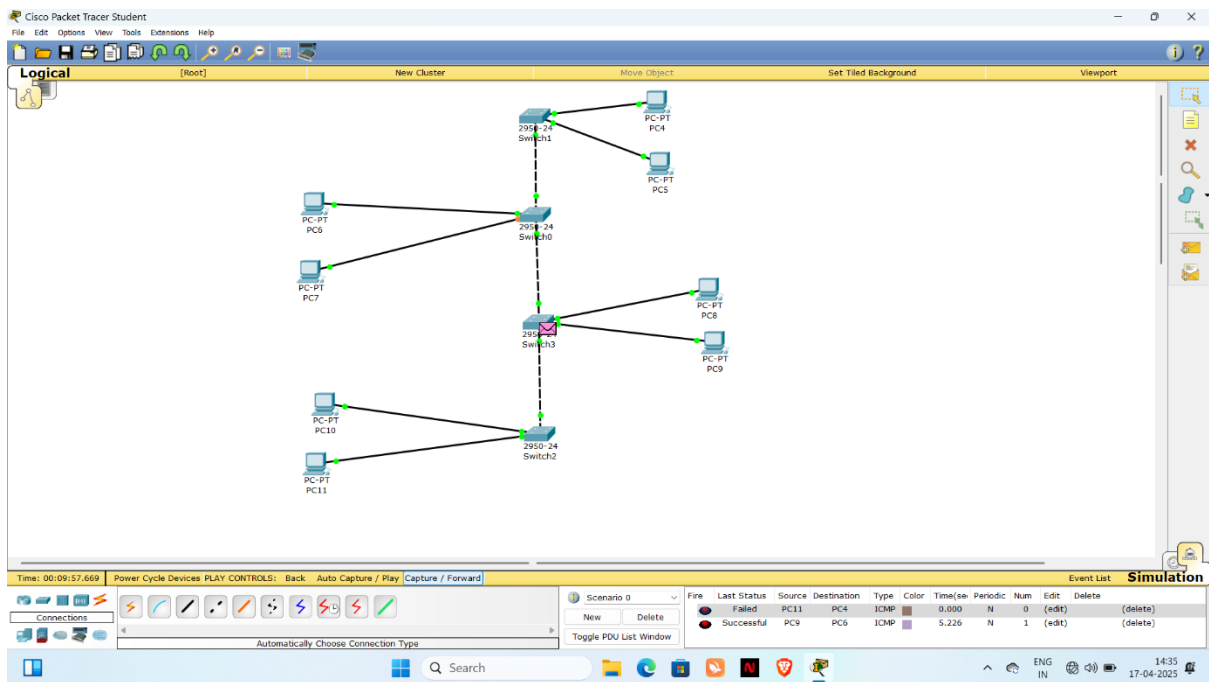 Cisco Packet Tracer Student
File Edit Options View Tools Extensions Help
Logical [Root] New Cluster Move Object Set Tiled Background Viewport
PC-PT
PC4
2950-24
Switch1
PC-PT
PC5
PC-PT
PC6
2950-24
Switch0
PC-PT
PC7
PC-PT
PC8
2950-24
Switch3
PC-PT
PC9
PC-PT
PC10
2950-24
Switch2
PC-PT
PC11
Time: 00:09:57.669 Power Cycle Devices PLAY CONTROLS: Back Auto Capture / Play Capture / Forward Event List Simulation
Connections
Automatically Choose Connection Type
Scenario 0
New Delete
Toggle PDU List Window
Fire Last Status Source Destination Type Color Time(se Periodic Num Edit Delete
Failed PC11 PC4 ICMP 0.000 N 0 (edit) (delete)
Successful PC9 PC6 ICMP 5.226 N 1 (edit) (delete)
Search
ENG
IN
14:35
17-04-2025